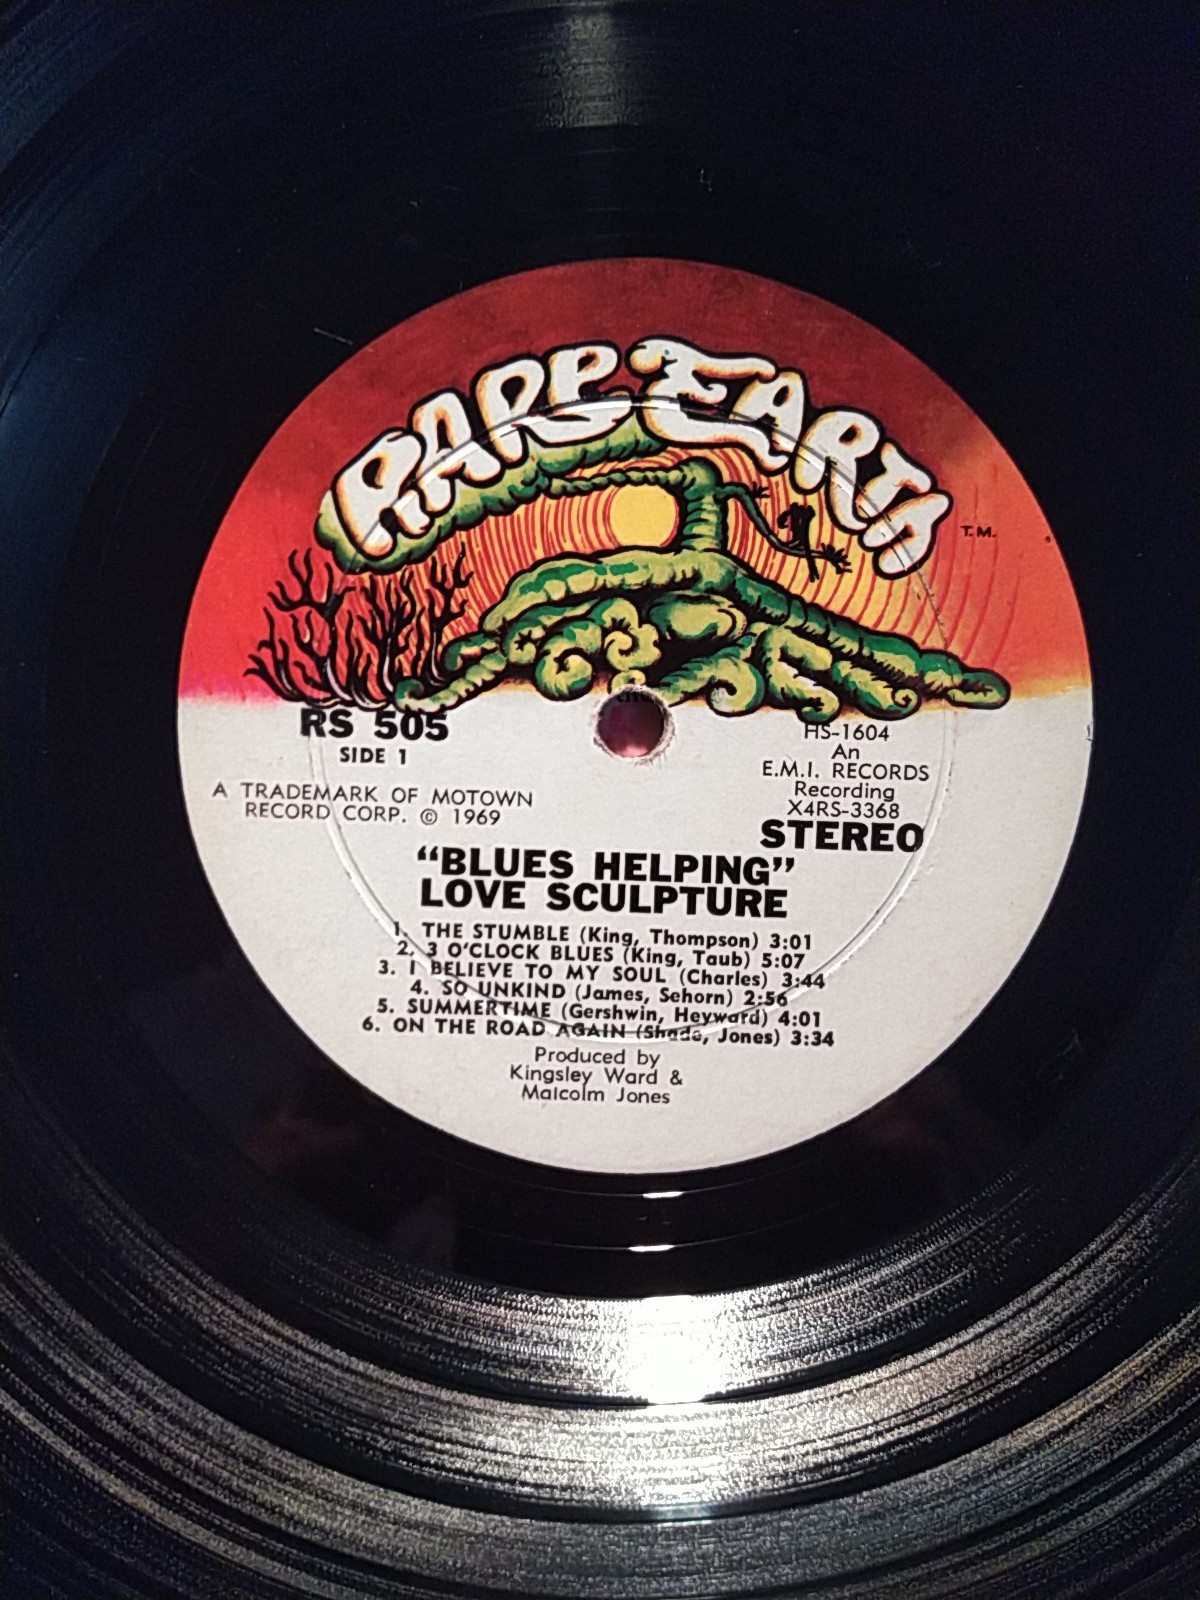 RARE EARTH
T.M.
RS 505
SIDE 1
A TRADEMARK OF MOTOWN
RECORD CORP. © 1969
HS-1604
An
E.M.I. RECORDS
Recording
X4RS-3368
STEREO
“BLUES HELPING”
LOVE SCULPTURE
1. THE STUMBLE (King, Thompson) 3:01
2. 3 O'CLOCK BLUES (King, Taub) 5:07
3. I BELIEVE TO MY SOUL (Charles) 3:44
4. SO UNKIND (James, Sehorn) 2:56
5. SUMMERTIME (Gershwin, Heyward) 4:01
6. ON THE ROAD AGAIN (Shade, Jones) 3:34
Produced by
Kingsley Ward &
Malcolm Jones